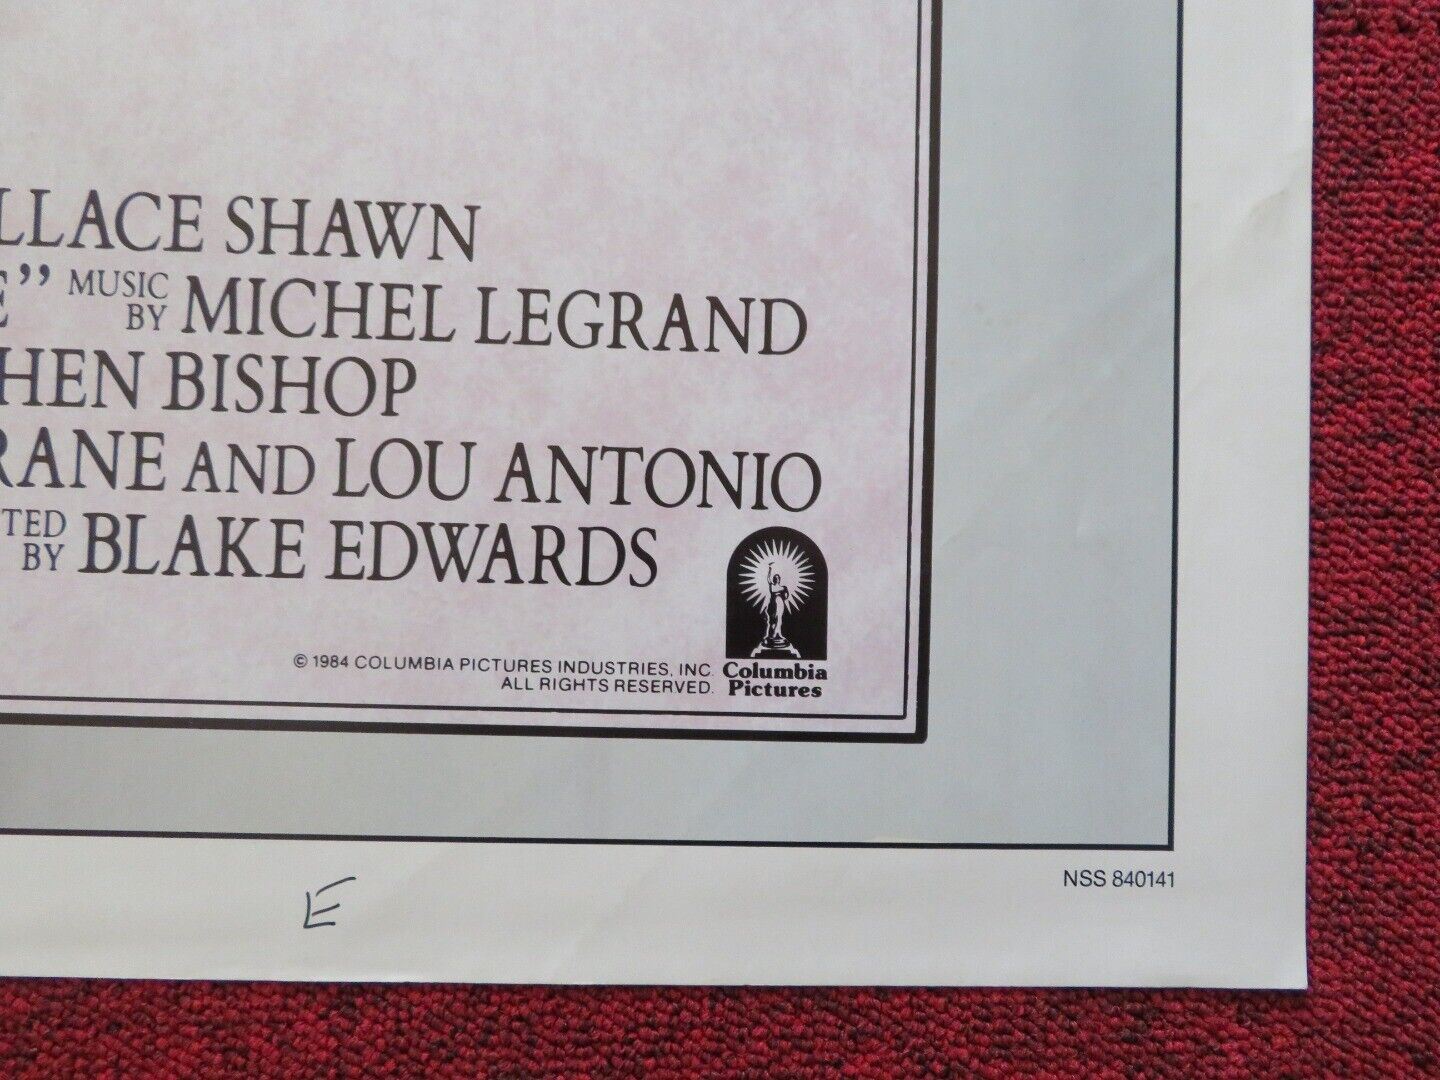 LLACE SHAWN
E” MUSIC BY MICHEL LEGRAND
HEN BISHOP
RANE AND LOU ANTONIO
TED BY BLAKE EDWARDS
© 1984 COLUMBIA PICTURES INDUSTRIES, INC.
ALL RIGHTS RESERVED.
Columbia
Pictures
NSS 840141
E